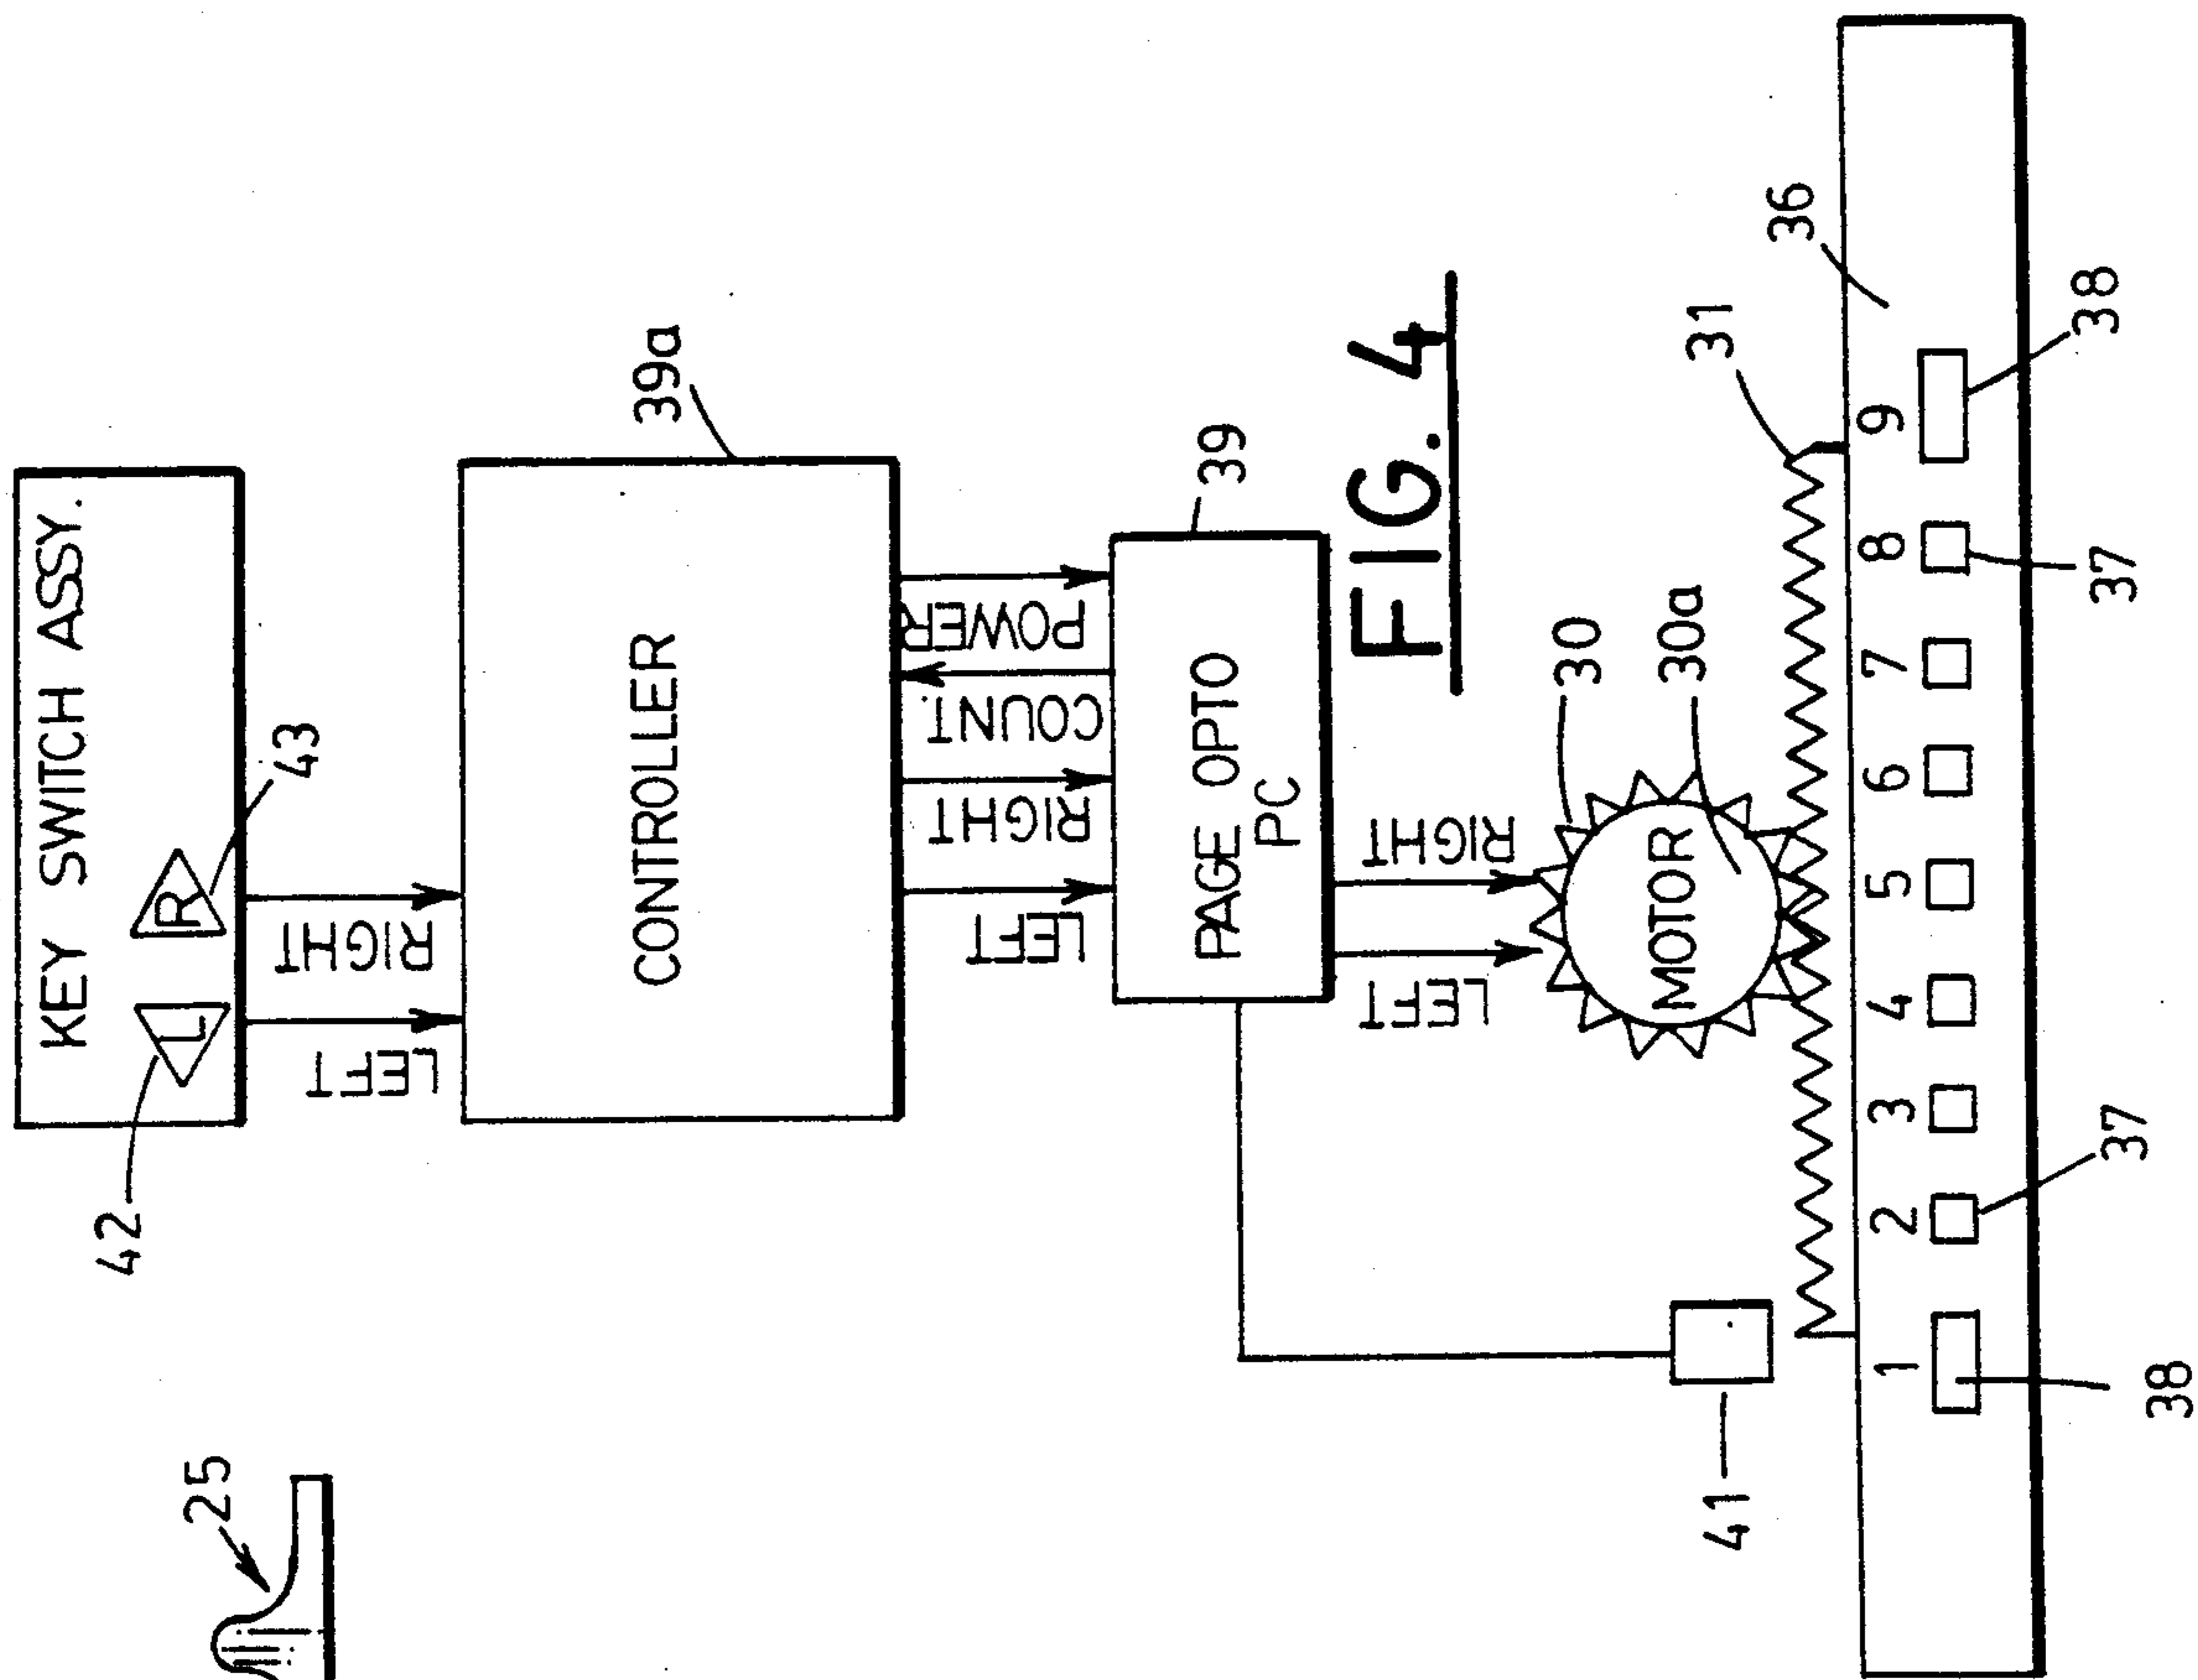 KEY SWITCH ASSY.
L
R
42
43
LEFT
RIGHT
CONTROLLER
39a
LEFT
RIGHT
COUNT.
POWER
PAGE OPTO
PC
39
LEFT
RIGHT
MOTOR
30
30a
31
41
36
1 2 3 4 5 6 7 8 9
38
37
37
38
FIG. 4
25